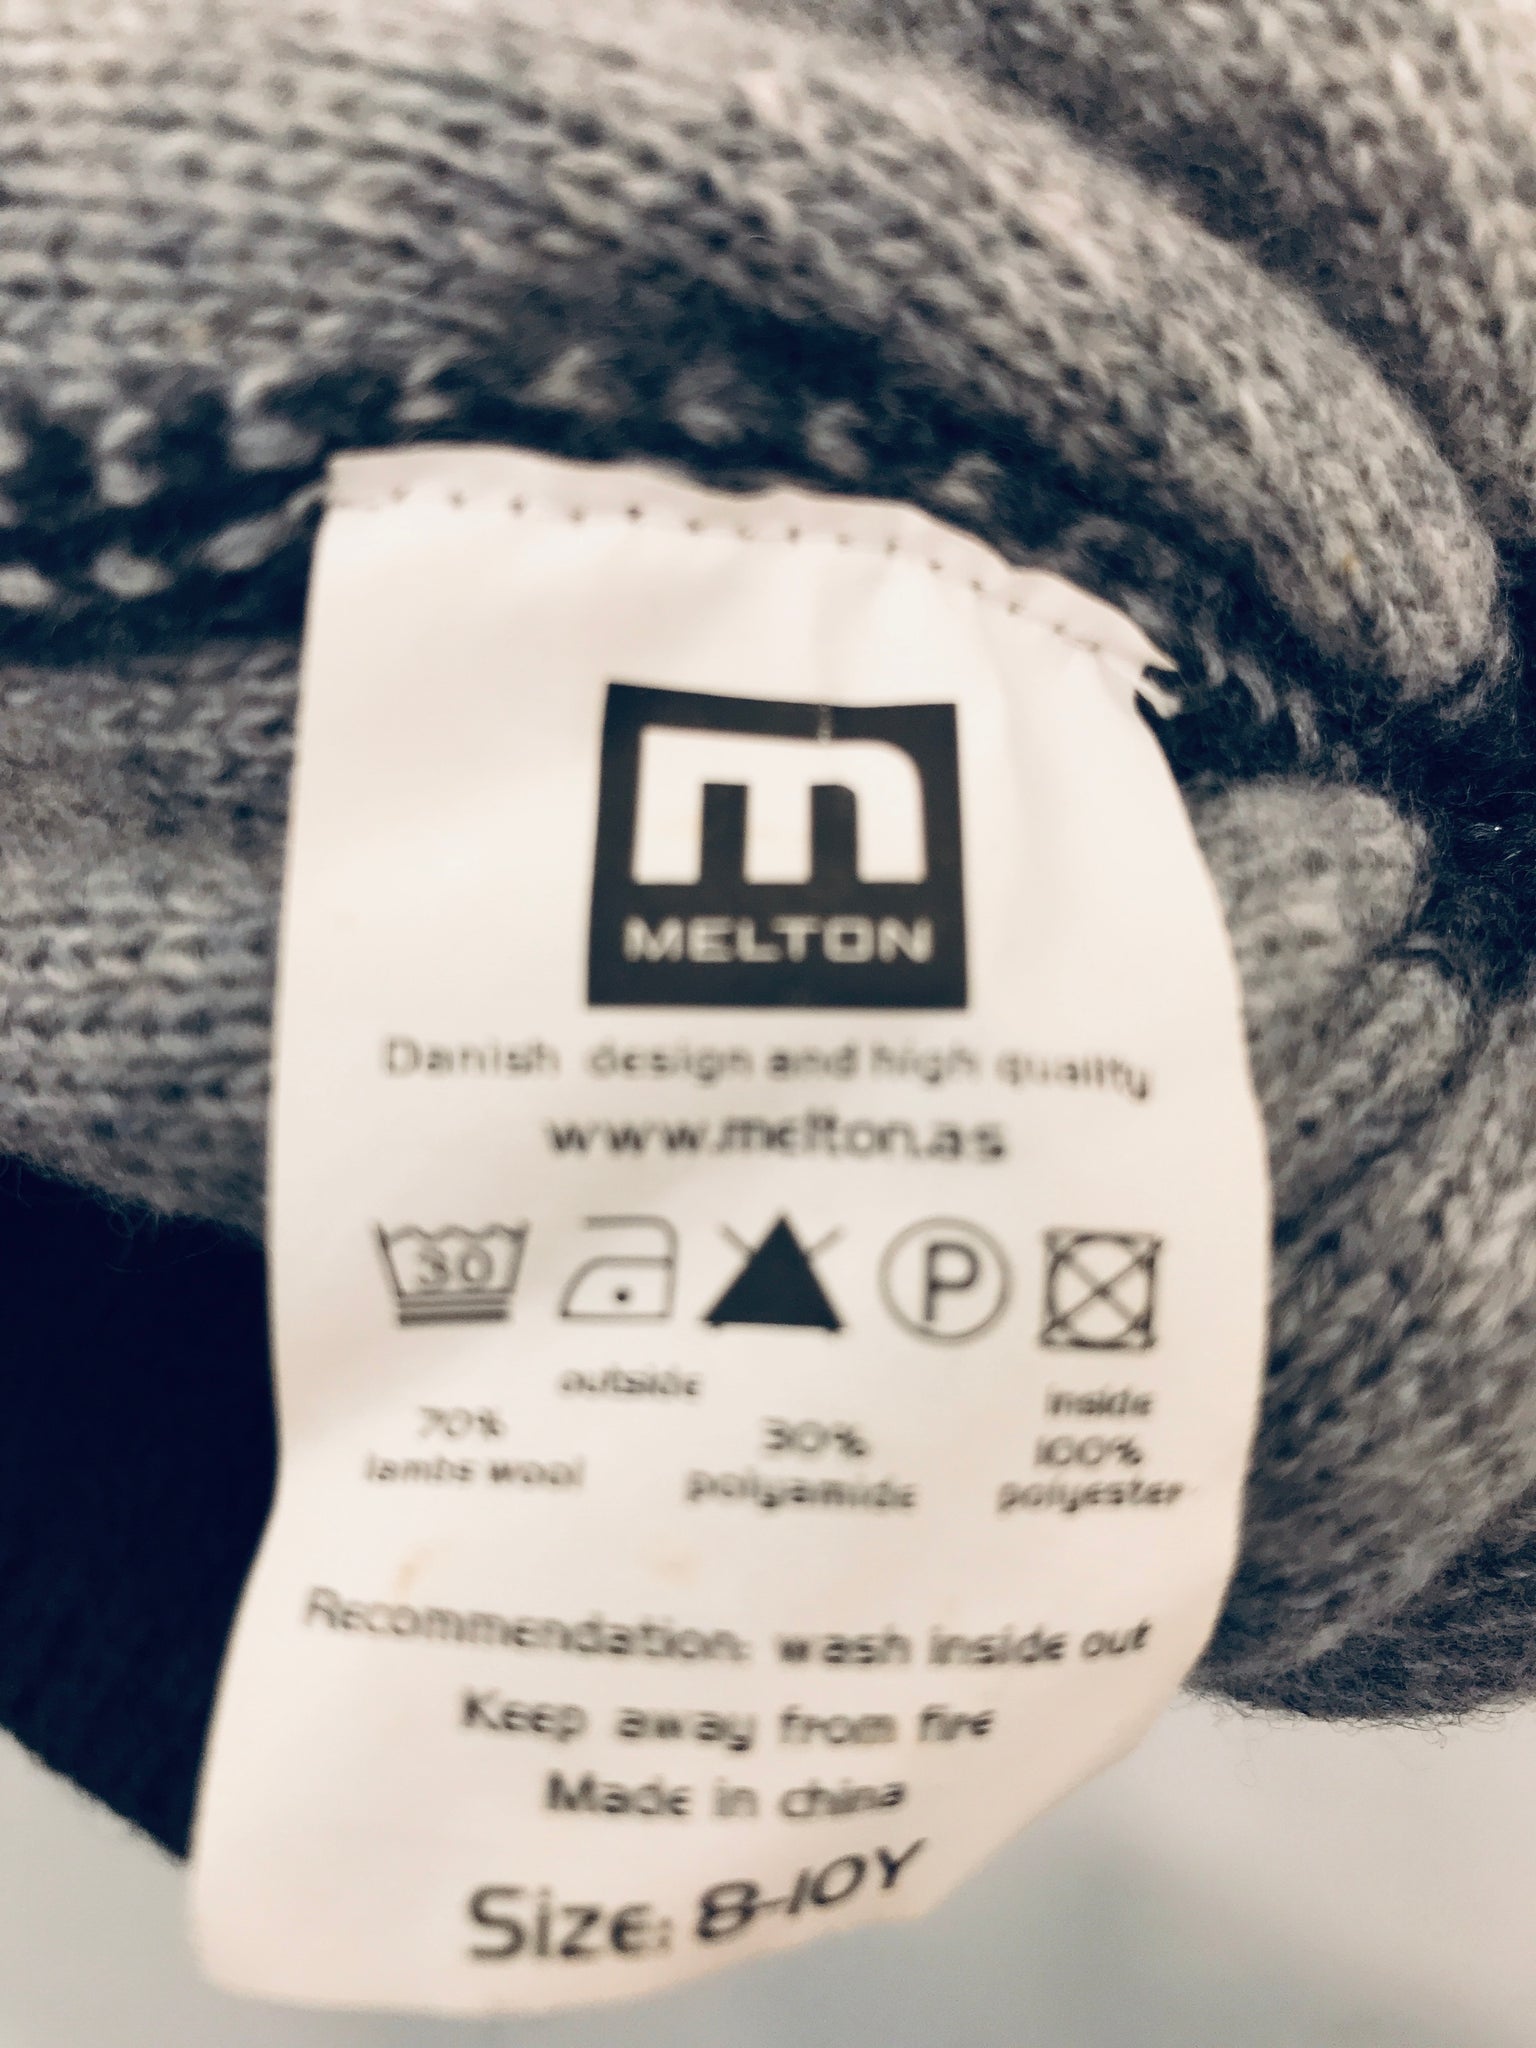 m
MELTON
Danish design and high quality
www.melton.as
30
P
outside
inside
70%
30%
100%
lambs wool
polyamide
polyester
Recommendation: wash inside out
Keep away from fire
Made in china
Size: 8-10Y